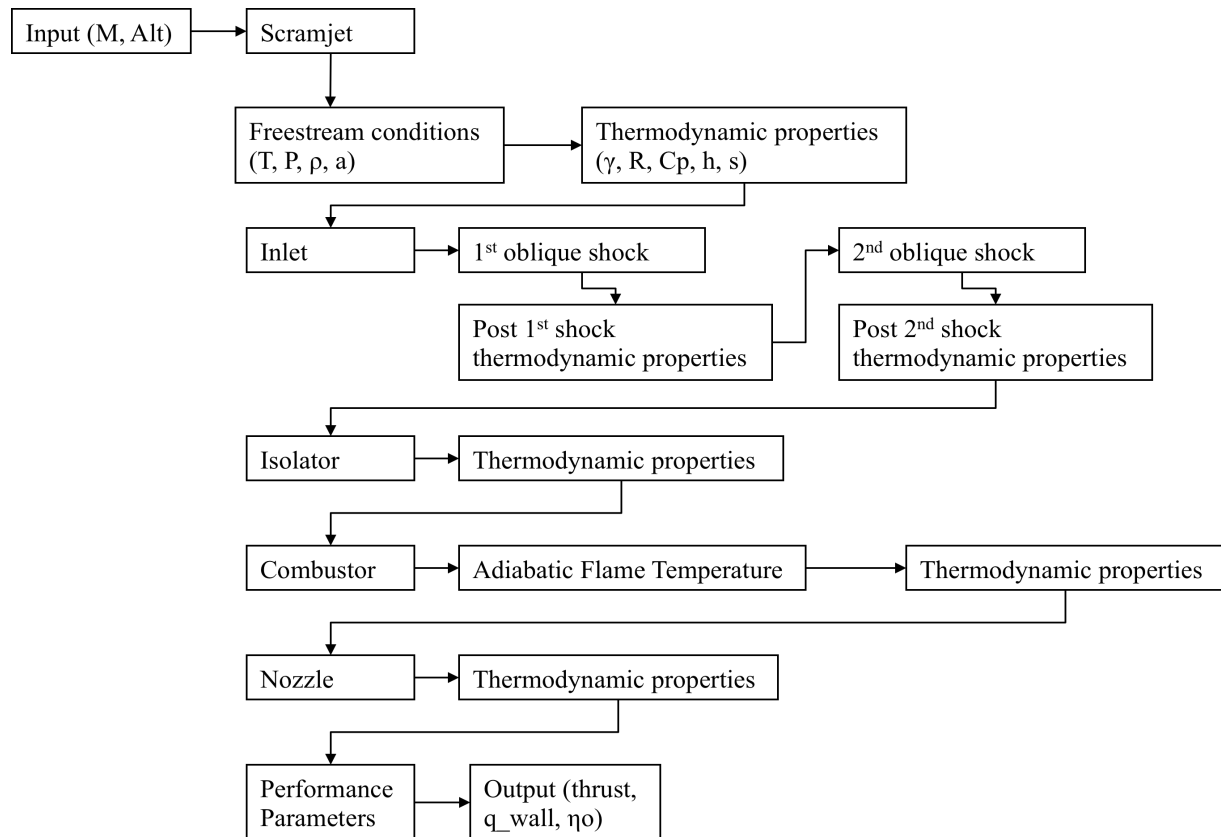 Input (M, Alt)
Scramjet
Freestream conditions
(T, P, ρ, a)
Thermodynamic properties
(γ, R, Cp, h, s)
Inlet
1st oblique shock
2nd oblique shock
Post 1st shock
thermodynamic properties
Post 2nd shock
thermodynamic properties
Isolator
Thermodynamic properties
Combustor
Adiabatic Flame Temperature
Thermodynamic properties
Nozzle
Thermodynamic properties
Performance
Parameters
Output (thrust,
q_wall, ηo)